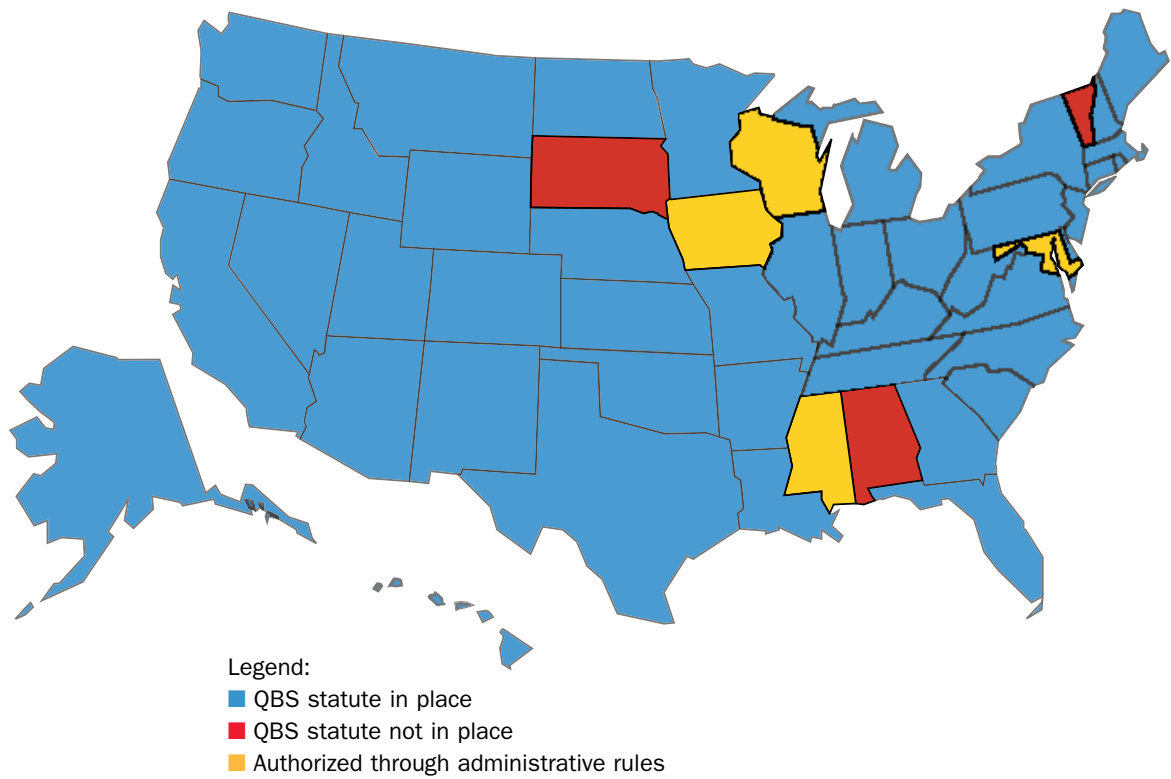 Legend:
QBS statute in place
QBS statute not in place
Authorized through administrative rules